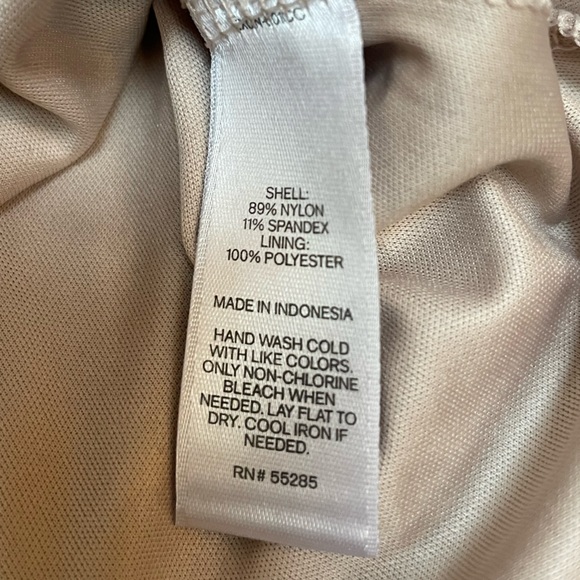 SHELL:
89% NYLON
11% SPANDEX
LINING:
100% POLYESTER
MADE IN INDONESIA
HAND WASH COLD
WITH LIKE COLORS.
ONLY NON-CHLORINE
BLEACH WHEN
NEEDED. LAY FLAT TO
DRY. COOL IRON IF
NEEDED.
RN# 55285